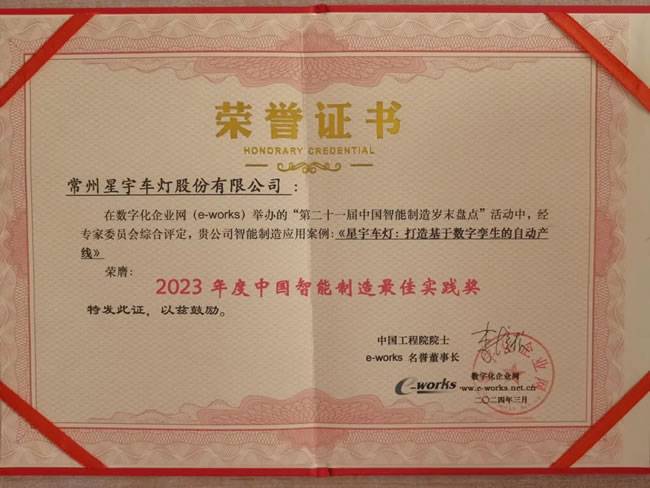 荣誉证书
HONORARY CREDENTIAL
常州星宇车灯股份有限公司：
在数字化企业网（e-works）举办的“第二十一届中国智能制造岁末盘点”活动中，经
专家委员会综合评定，贵公司智能制造应用案例：《星宇车灯：打造基于数字孪生的自动产
线》
荣膺：
2023 年度中国智能制造最佳实践奖
特发此证，以兹鼓励。
中国工程院院士
e-works 名誉董事长
e-works
数字化企业网
www.e-works.net.cn
二〇二四年三月